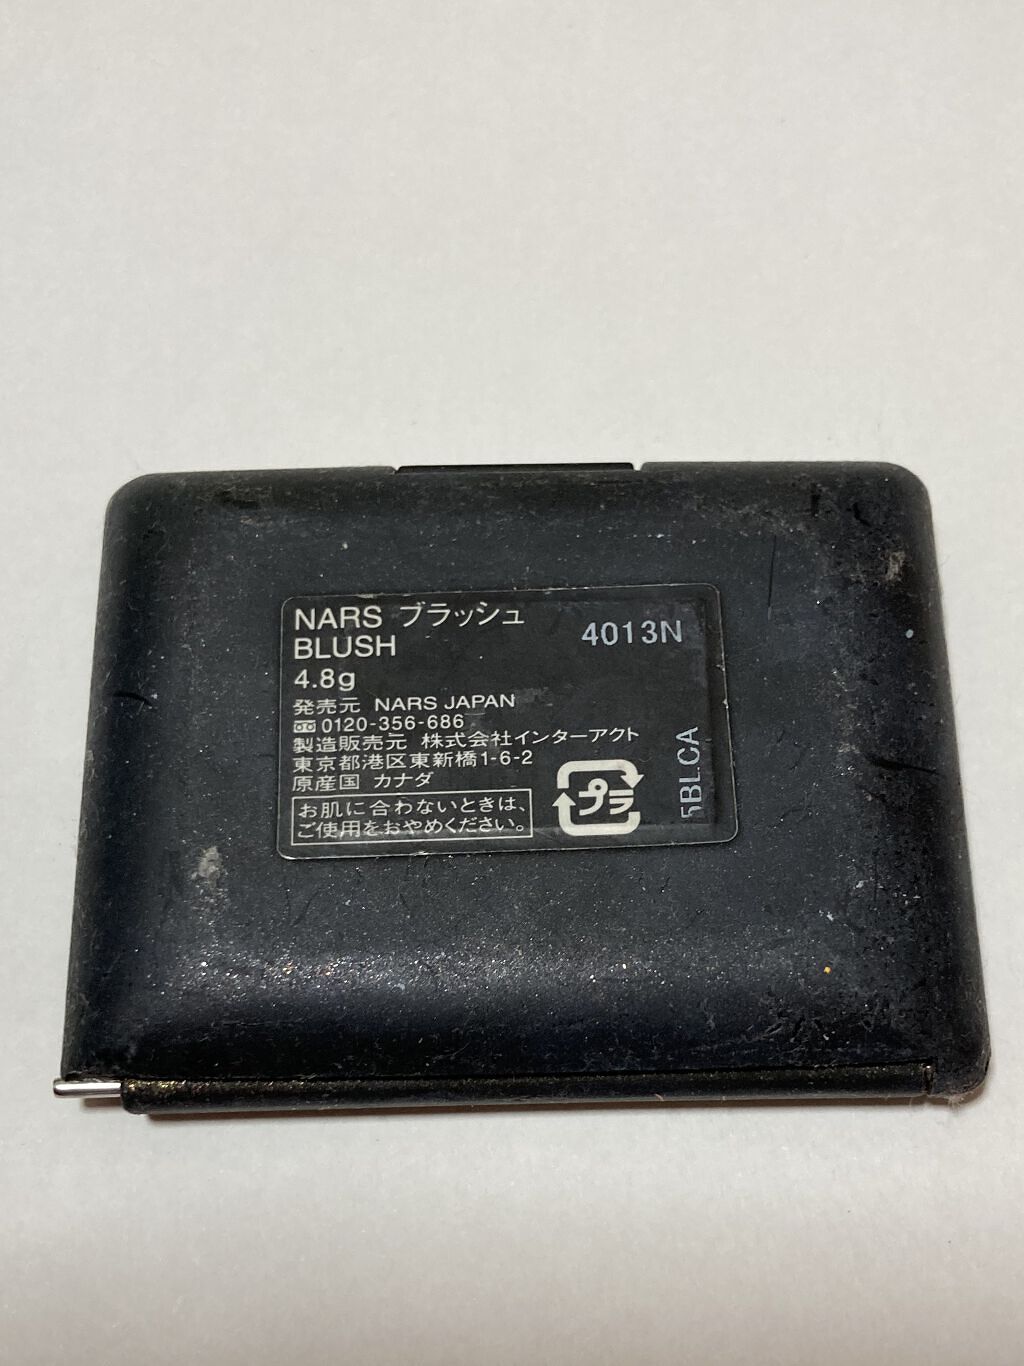 NARS ブラッシュ
BLUSH
4013N
4.8g
発売元 NARS JAPAN
0120-356-686
製造販売元 株式会社インターアクト
東京都港区東新橋1-6-2
原産国 カナダ
お肌に合わないときは、
ご使用をおやめください。
プラ
5BLCA